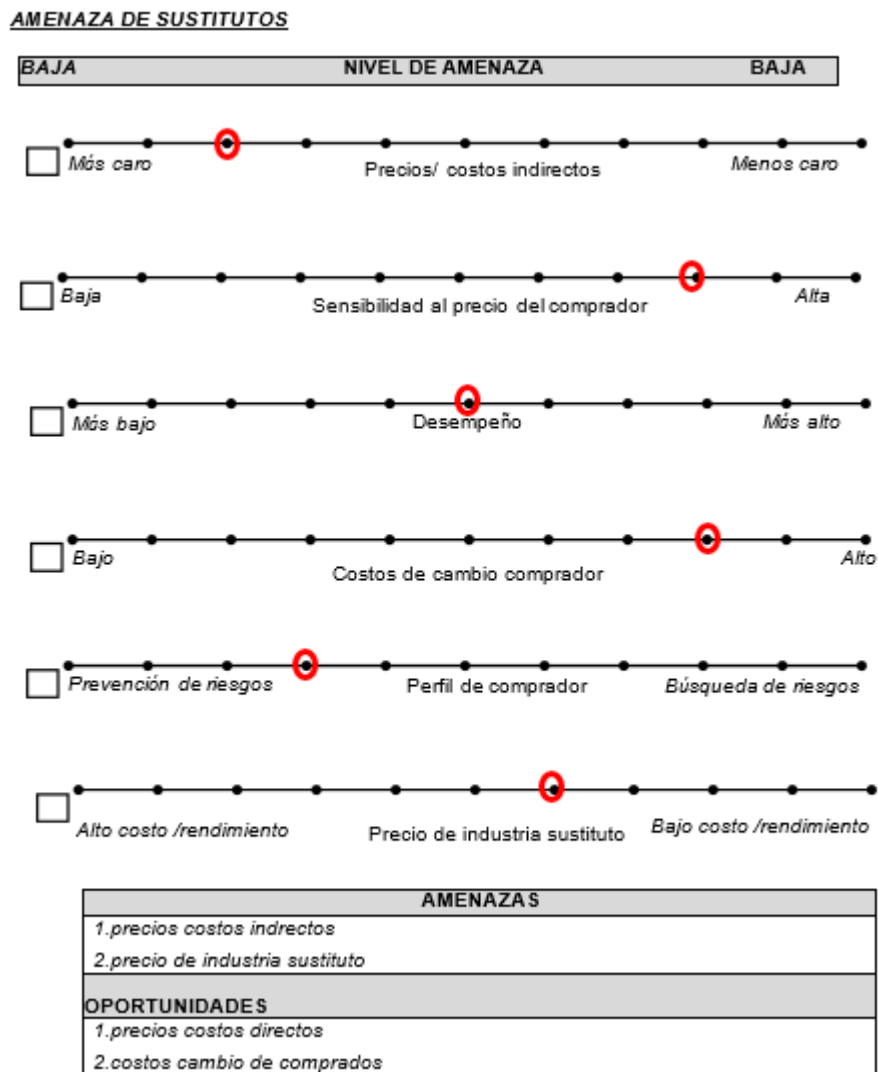 AMENAZA DE SUSTITUTOS
BAJA NIVEL DE AMENAZA BAJA
Más caro Precios/ costos indirectos Menos caro
Baja Sensibilidad al precio del comprador Alta
Más bajo Desempeño Más alto
Bajo Costos de cambio comprador Alto
Prevención de riesgos Perfil de comprador Búsqueda de riesgos
Alto costo /rendimiento Precio de industria sustituto Bajo costo /rendimiento
AMENAZAS
1.precios costos indrectos
2.precio de industria sustituto
OPORTUNIDADES
1.precios costos directos
2.costos cambio de comprados